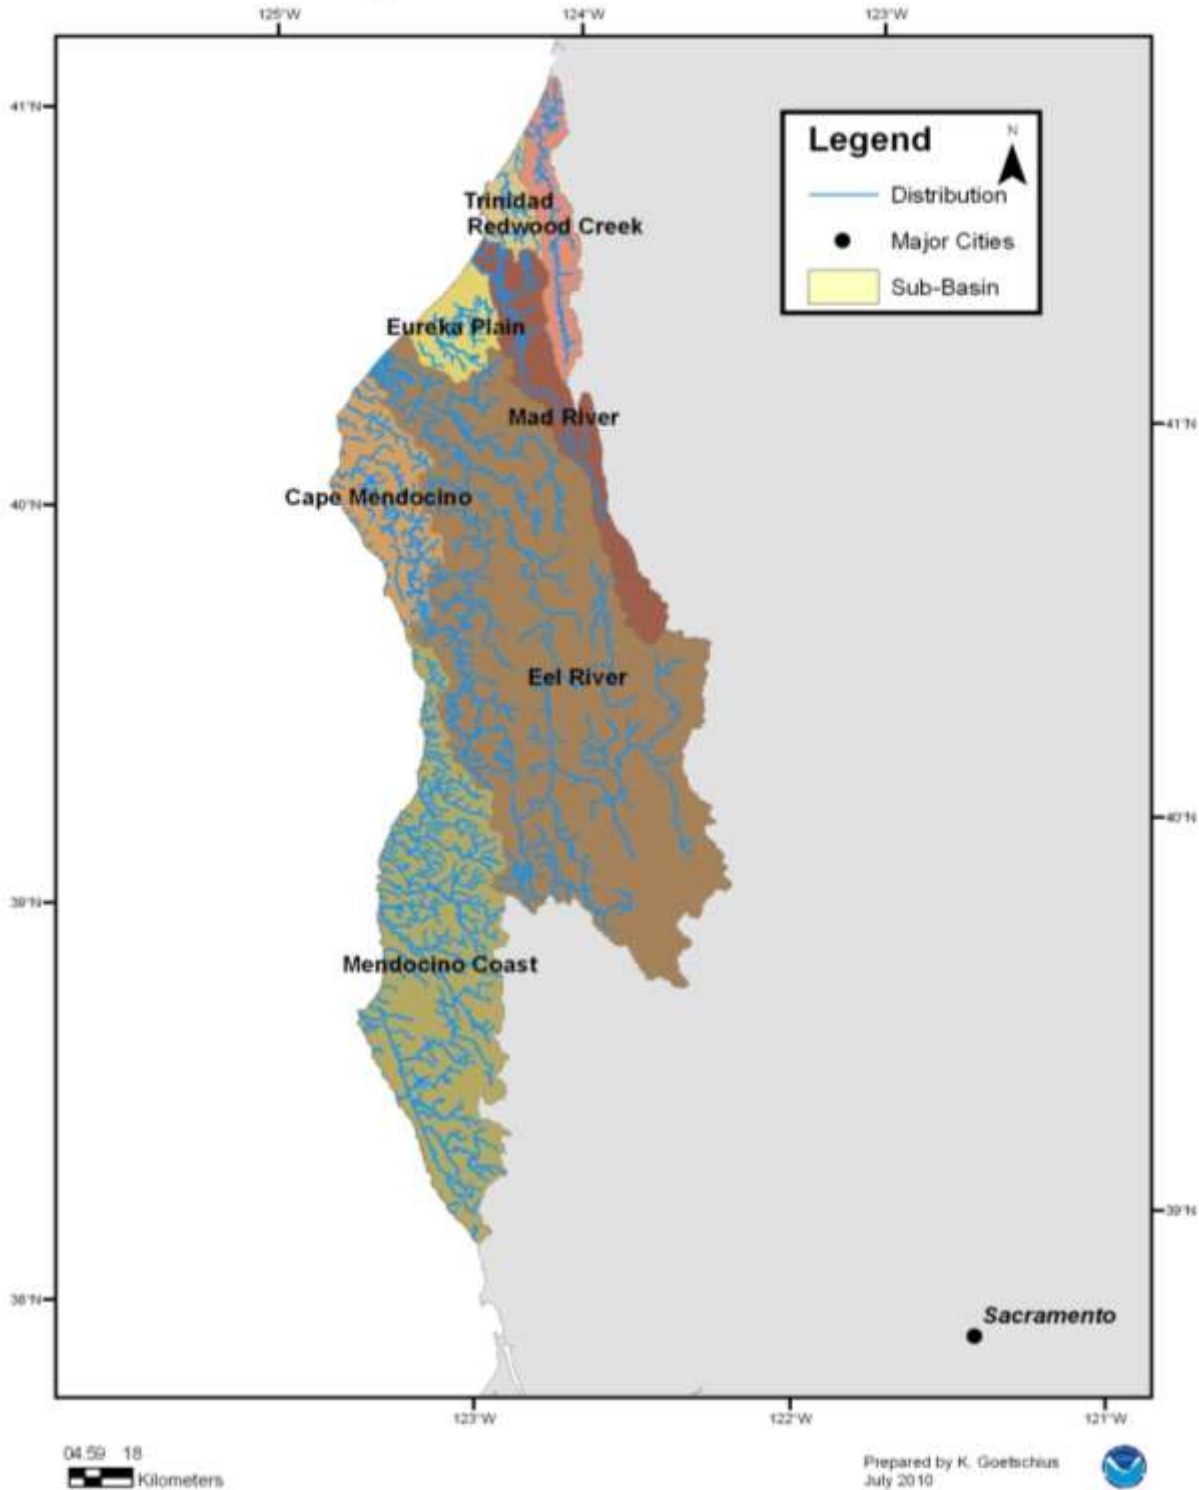 125°W 124°W 123°W
41°N
Legend
N
Distribution
Major Cities
Sub-Basin
Trinidad
Redwood Creek
Eureka Plain
Mad River
41°N
Cape Mendocino
40°N
Eel River
40°N
39°N
Mendocino Coast
39°N
38°N
Sacramento
123°W 122°W 121°W
04.59 18
Kilometers
Prepared by K. Goetschius
July 2010